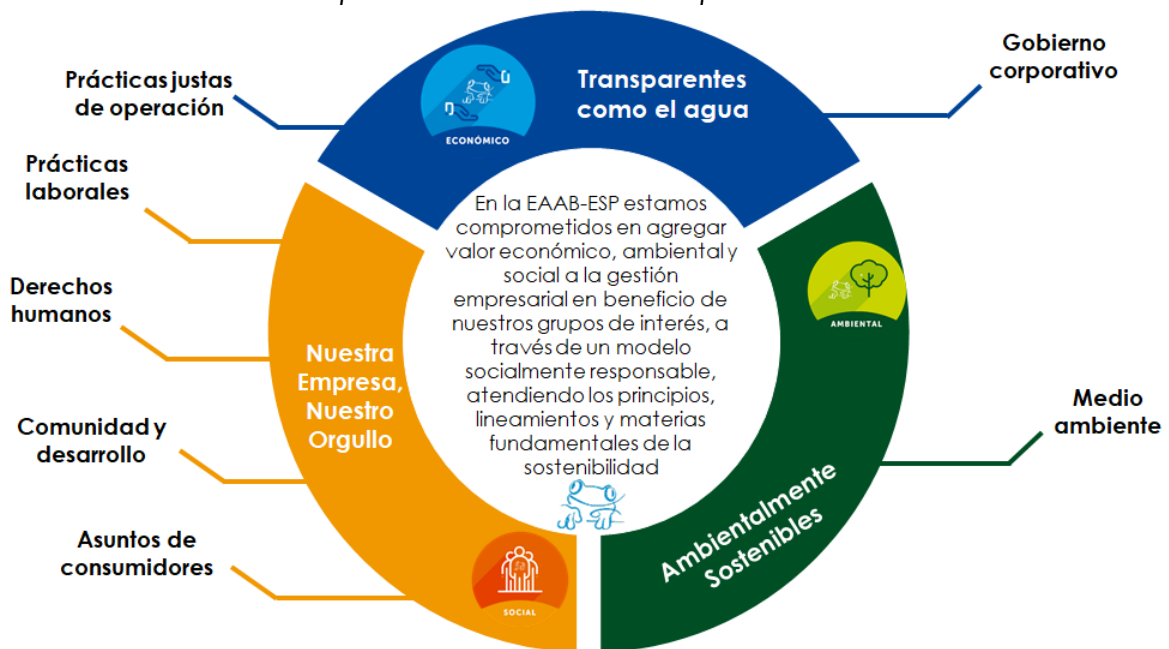 Prácticas justas
de operación
Prácticas
laborales
Derechos
humanos
Comunidad y
desarrollo
Asuntos de
consumidores
ECONÓMICO
Transparentes
como el agua
Gobierno
corporativo
En la EAAB-ESP estamos
comprometidos en agregar
valor económico, ambiental y
social a la gestión
empresarial en beneficio de
nuestros grupos de interés, a
través de un modelo
socialmente responsable,
atendiendo los principios,
lineamientos y materias
fundamentales de la
sostenibilidad
Nuestra
Empresa,
Nuestro
Orgullo
SOCIAL
AMBIENTAL
Ambientalmente
Sostenibles
Medio
ambiente